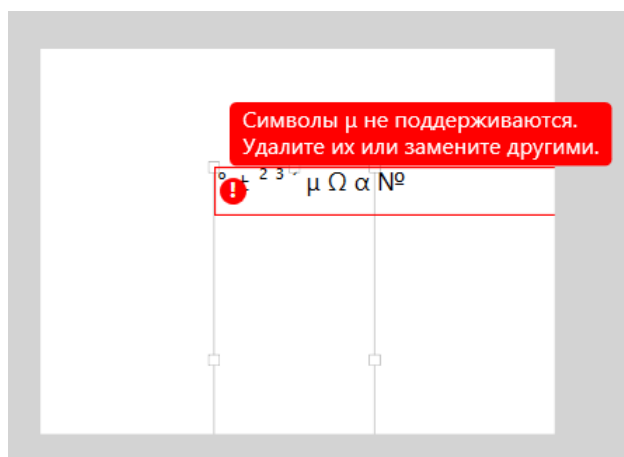 Символы μ не поддерживаются.
Удалите их или замените другими.
° ± ² ³ μ Ω α №